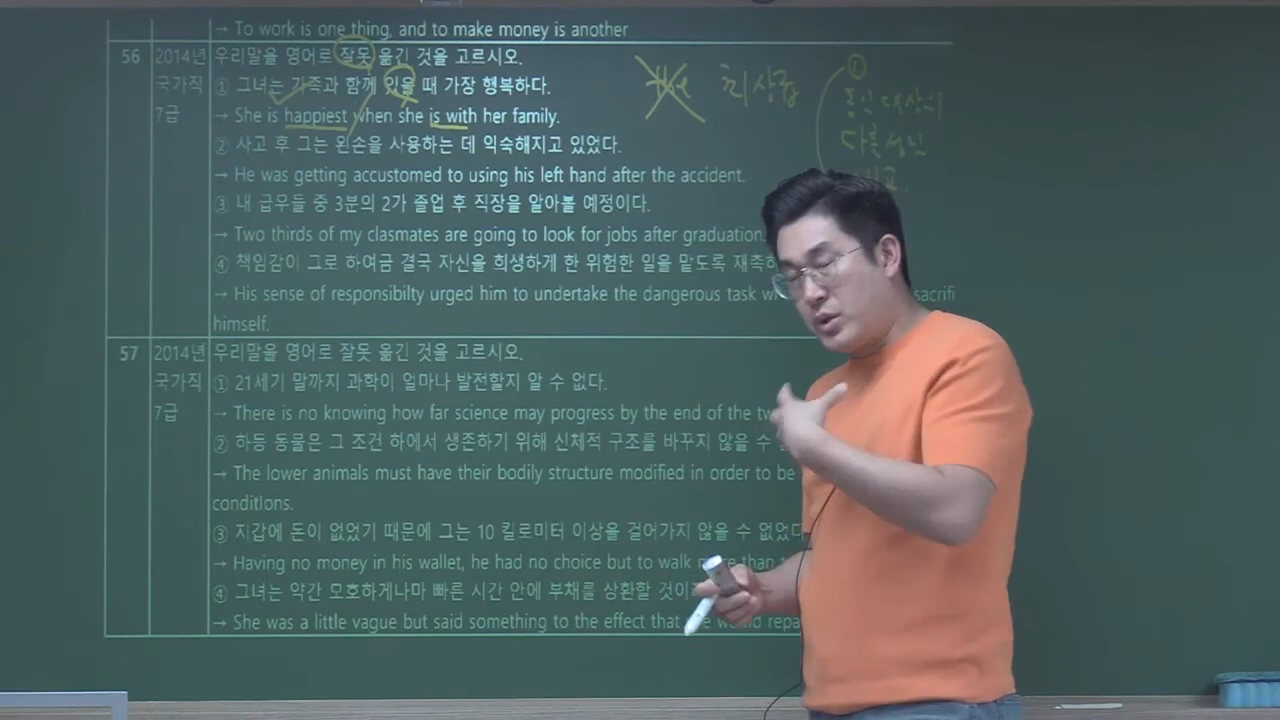 → To work is one thing, and to make money is another
56
2014년
국가직
7급
우리말을 영어로 잘못 옮긴 것을 고르시오.
① 그녀는 가족과 함께 있을 때 가장 행복하다.
→ She is happiest when she is with her family.
② 사고 후 그는 왼손을 사용하는 데 익숙해지고 있었다.
→ He was getting accustomed to using his left hand after the accident.
③ 내 급우들 중 3분의 2가 졸업 후 직장을 알아볼 예정이다.
→ Two thirds of my clasmates are going to look for jobs after graduation.
④ 책임감이 그로 하여금 결국 자신을 희생하게 한 위험한 일을 맡도록 재촉하
→ His sense of responsibilty urged him to undertake the dangerous task w sacrifi
himself.
57
2014년
국가직
7급
우리말을 영어로 잘못 옮긴 것을 고르시오.
① 21세기 말까지 과학이 얼마나 발전할지 알 수 없다.
→ There is no knowing how far science may progress by the end of the tw
② 하등 동물은 그 조건 하에서 생존하기 위해 신체적 구조를 바꾸지 않을 수
→ The lower animals must have their bodily structure modified in order to be
conditions.
③ 지갑에 돈이 없었기 때문에 그는 10 킬로미터 이상을 걸어가지 않을 수 없었다
→ Having no money in his wallet, he had no choice but to walk more than
④ 그녀는 약간 모호하게나마 빠른 시간 안에 부채를 상환할 것이
→ She was a little vague but said something to the effect that she would repa
the 최상급
①
동일 대상의
다른 성닌